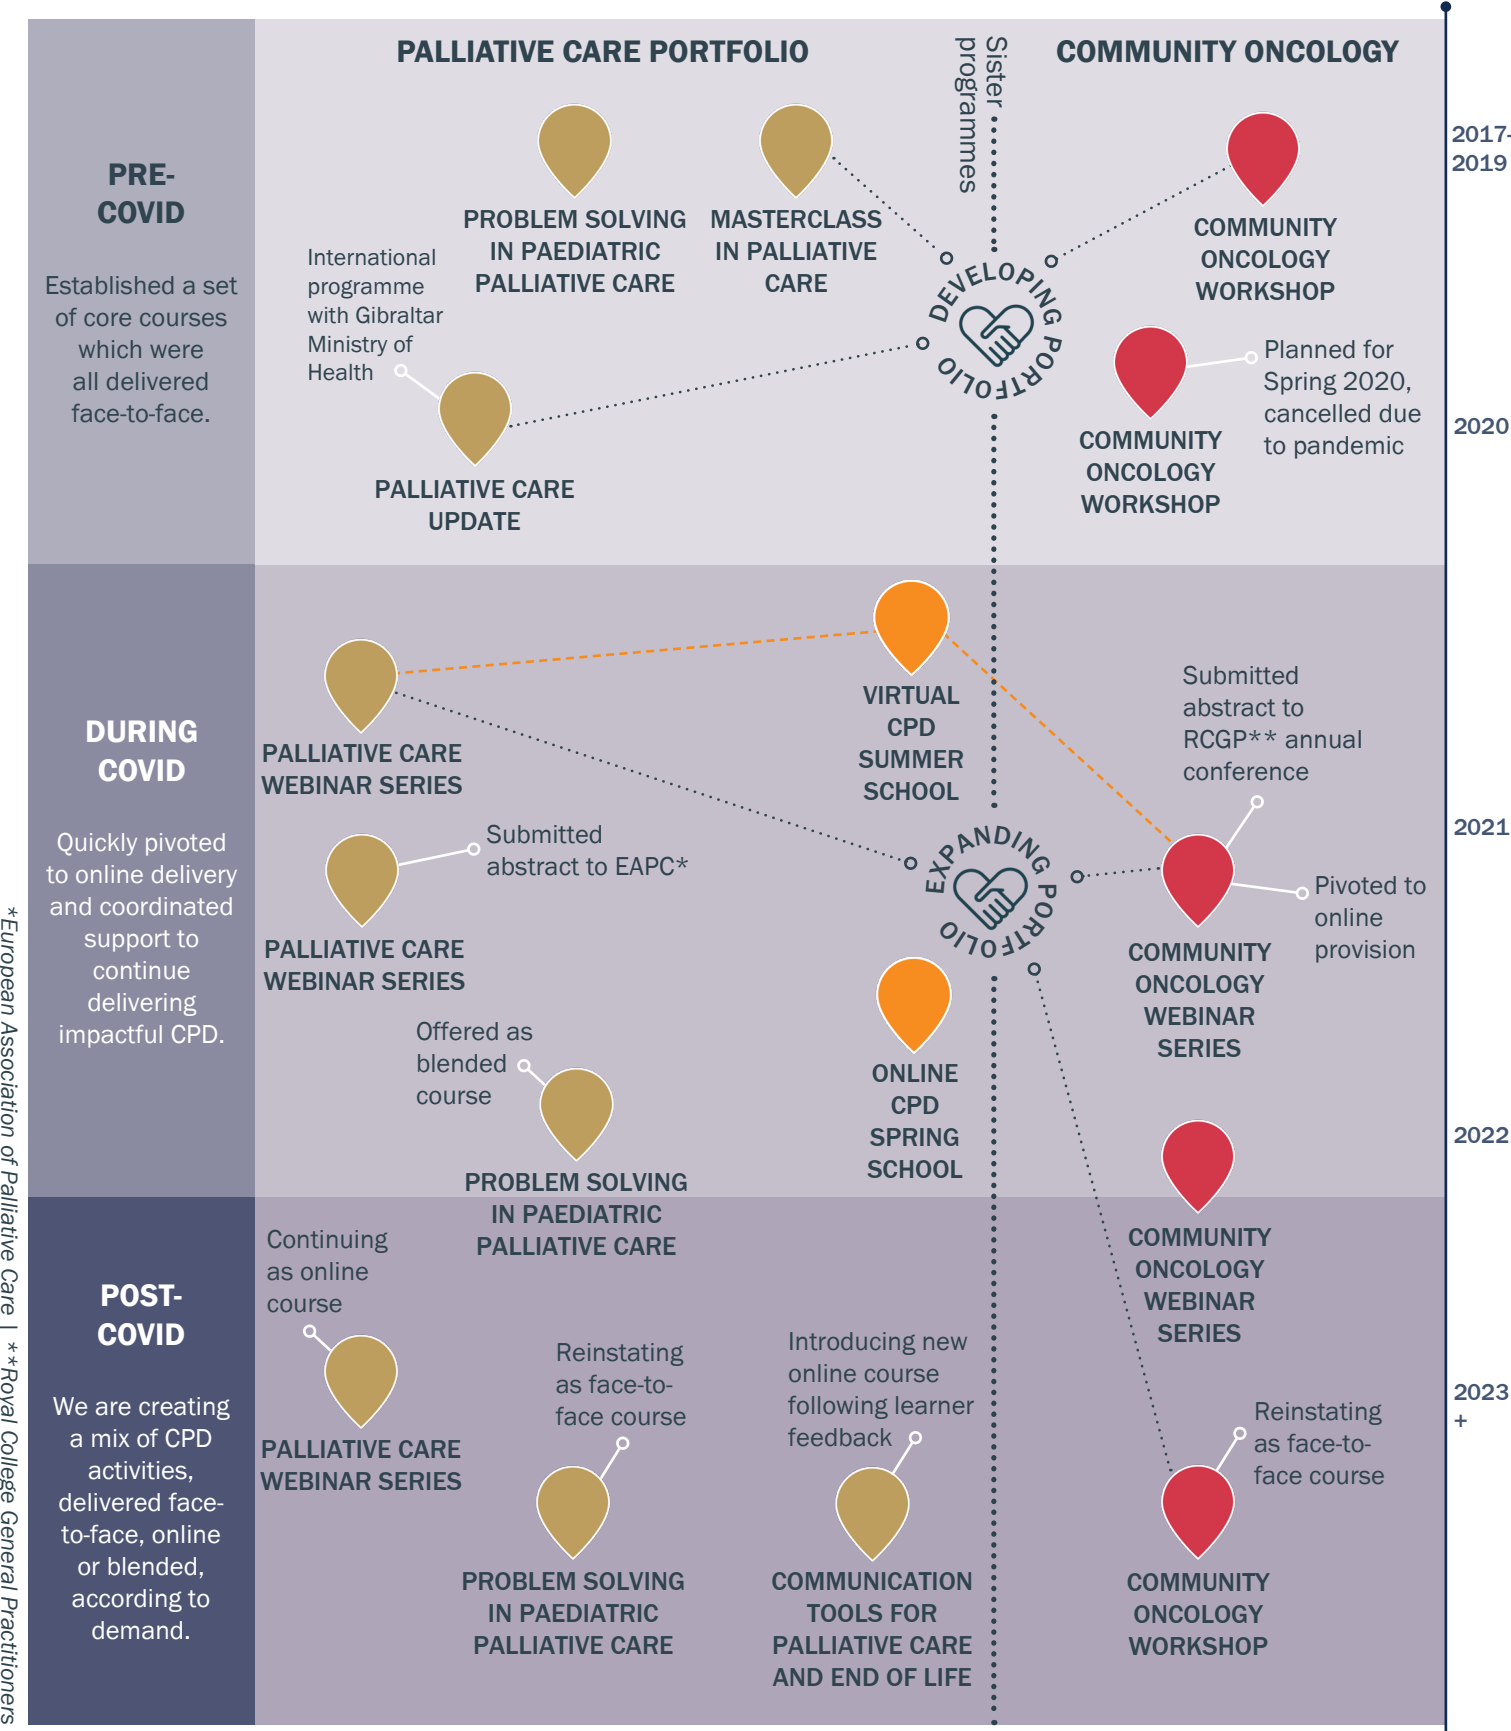 PALLIATIVE CARE PORTFOLIO
Sister
programmes
COMMUNITY ONCOLOGY
2017-
2019
PRE-
COVID
Established a set
of core courses
which were
all delivered
face-to-face.
PROBLEM SOLVING
IN PAEDIATRIC
PALLIATIVE CARE
MASTERCLASS
IN PALLIATIVE
CARE
COMMUNITY
ONCOLOGY
WORKSHOP
International
programme
with Gibraltar
Ministry of
Health
PALLIATIVE CARE
UPDATE
DEVELOPING PORTFOLIO
Planned for
Spring 2020,
cancelled due
to pandemic
COMMUNITY
ONCOLOGY
WORKSHOP
2020
DURING
COVID
Quickly pivoted
to online delivery
and coordinated
support to
continue
delivering
impactful CPD.
PALLIATIVE CARE
WEBINAR SERIES
VIRTUAL
CPD
SUMMER
SCHOOL
Submitted
abstract to
RCGP** annual
conference
2021
Submitted
abstract to EAPC*
PALLIATIVE CARE
WEBINAR SERIES
EXPANDING PORTFOLIO
Pivoted to
online
provision
COMMUNITY
ONCOLOGY
WEBINAR
SERIES
Offered as
blended
course
PROBLEM SOLVING
IN PAEDIATRIC
PALLIATIVE CARE
ONLINE
CPD
SPRING
SCHOOL
2022
COMMUNITY
ONCOLOGY
WEBINAR
SERIES
POST-
COVID
We are creating
a mix of CPD
activities,
delivered face-
to-face, online
or blended,
according to
demand.
Continuing
as online
course
PALLIATIVE CARE
WEBINAR SERIES
Reinstating
as face-to-
face course
PROBLEM SOLVING
IN PAEDIATRIC
PALLIATIVE CARE
Introducing new
online course
following learner
feedback
COMMUNICATION
TOOLS FOR
PALLIATIVE CARE
AND END OF LIFE
2023
+
Reinstating
as face-to-
face course
COMMUNITY
ONCOLOGY
WORKSHOP
*European Association of Palliative Care | **Royal College General Practitioners